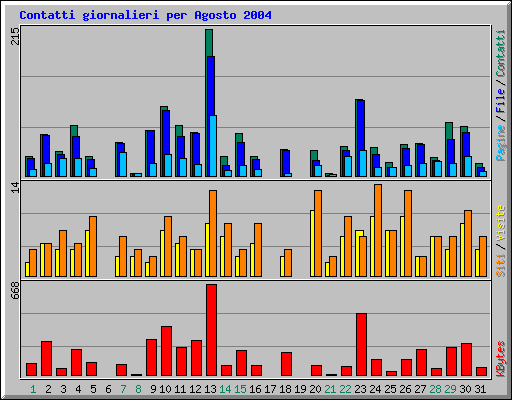 Contatti giornalieri per Agosto 2004
215
Pagine / File / Contatti
14
Siti / Visite
668
KBytes
1 2 3 4 5 6 7 8 9 10 11 12 13 14 15 16 17 18 19 20 21 22 23 24 25 26 27 28 29 30 31